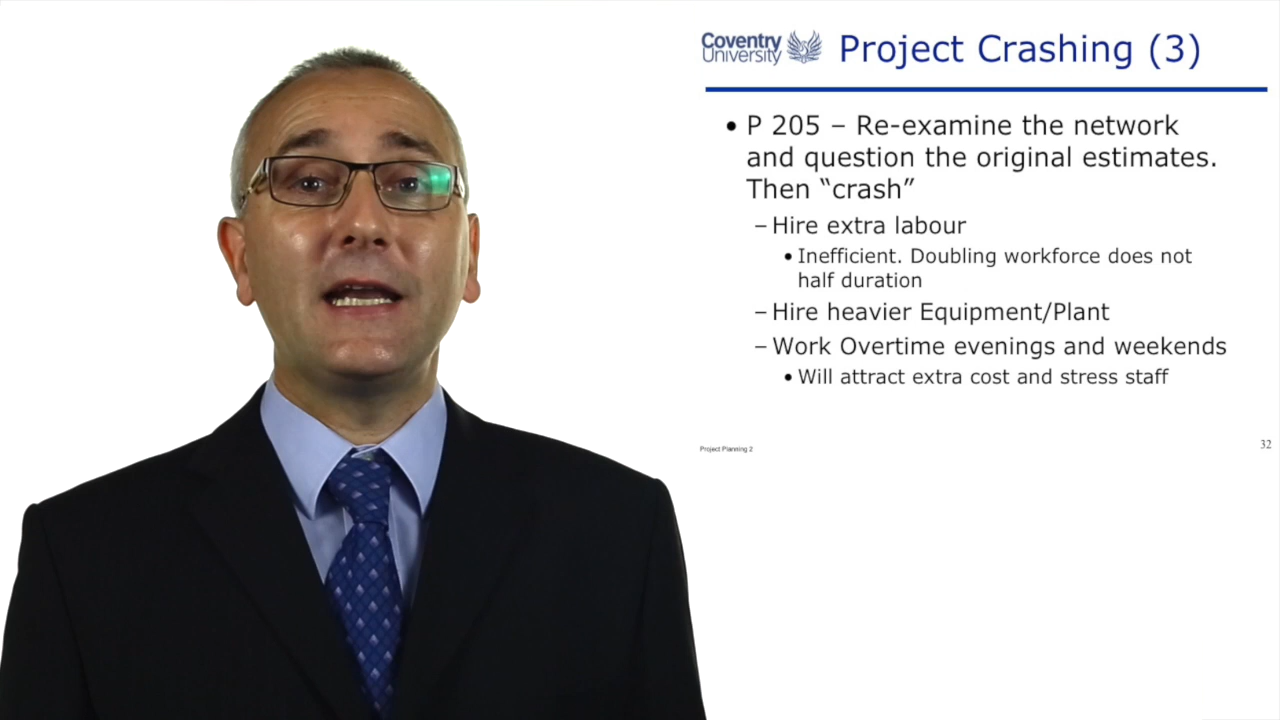 Coventry
University
Project Crashing (3)
• P 205 – Re-examine the network
and question the original estimates.
Then “crash”
– Hire extra labour
• Inefficient. Doubling workforce does not
half duration
– Hire heavier Equipment/Plant
– Work Overtime evenings and weekends
• Will attract extra cost and stress staff
Project Planning 2
32